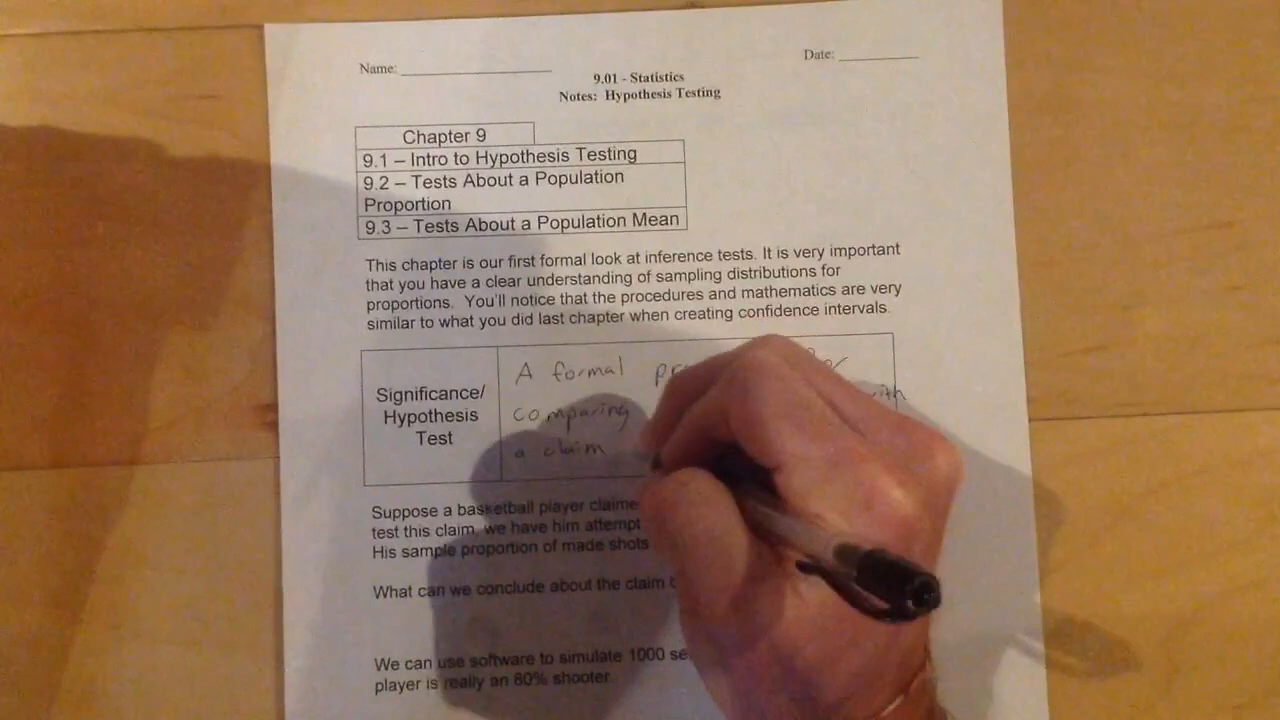 Name: ____________________ Date: __________
9.01 - Statistics
Notes: Hypothesis Testing
Chapter 9
9.1 – Intro to Hypothesis Testing
9.2 – Tests About a Population
Proportion
9.3 – Tests About a Population Mean
This chapter is our first formal look at inference tests. It is very important
that you have a clear understanding of sampling distributions for
proportions. You'll notice that the procedures and mathematics are very
similar to what you did last chapter when creating confidence intervals.
Significance/
Hypothesis
Test
A formal
comparing
a claim
Suppose a basketball player claime
test this claim, we have him attempt
His sample proportion of made shots
What can we conclude about the claim
We can use software to simulate 1000 se
player is really an 80% shooter.